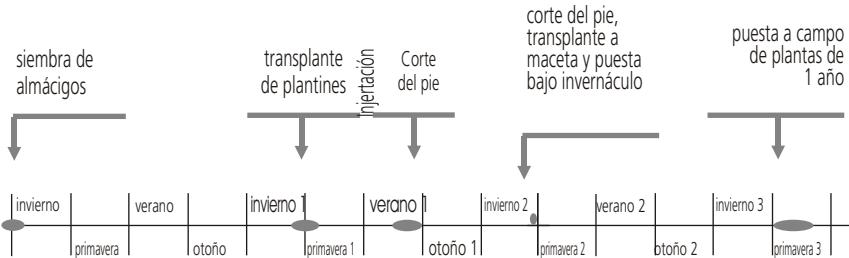 siembra de
almácigos
transplante
de plantines
Injertación
Corte
del pie
corte del pie,
transplante a
maceta y puesta
bajo invernáculo
puesta a campo
de plantas de
1 año
invierno
primavera
verano
otoño
invierno 1
primavera 1
verano 1
otoño 1
invierno 2
primavera 2
verano 2
otoño 2
invierno 3
primavera 3